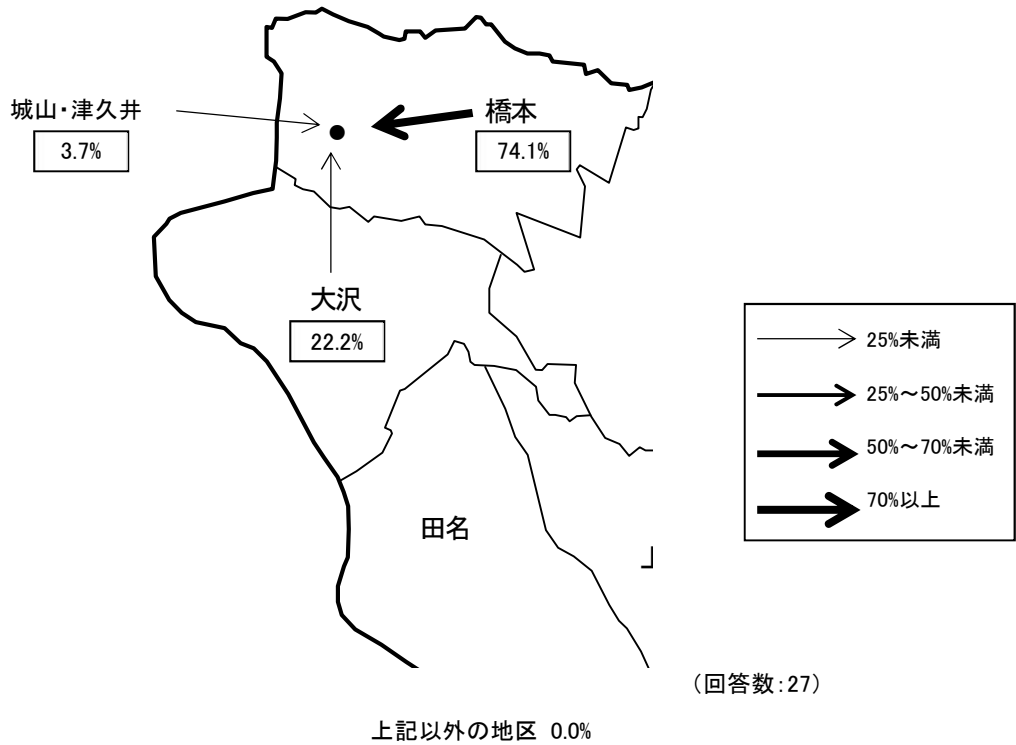 城山・津久井
3.7%
橋本
74.1%
大沢
22.2%
25%未満
25%～50%未満
50%～70%未満
70%以上
田名
（回答数：27）
上記以外の地区 0.0%